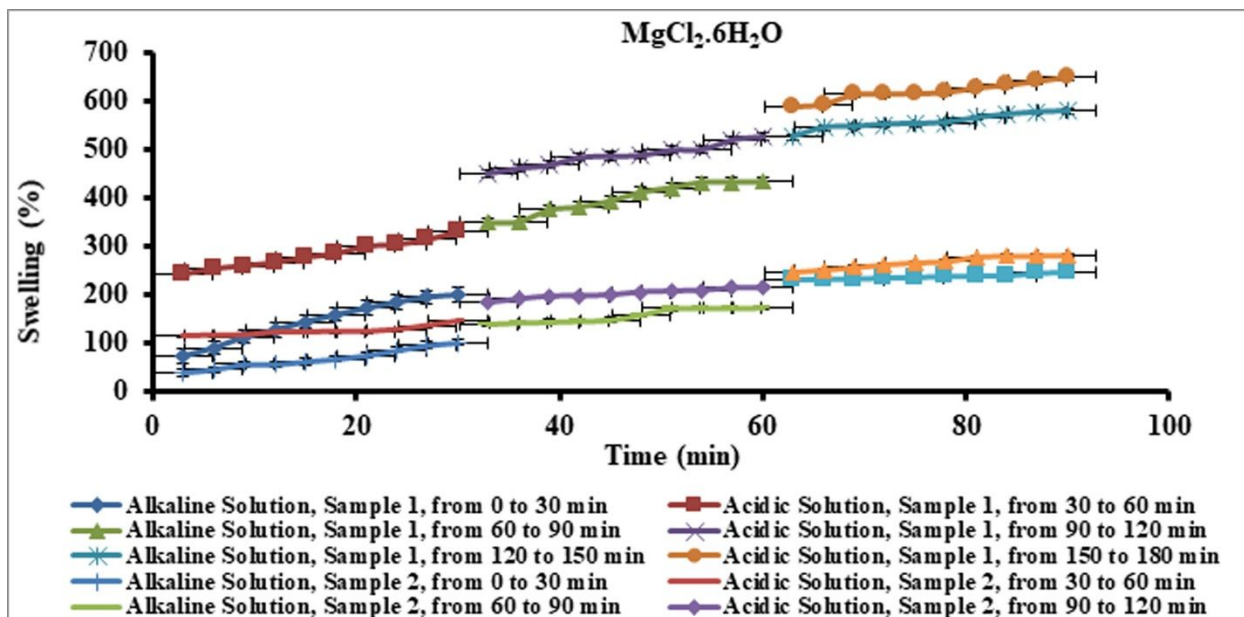 MgCl₂.6H₂O
700
600
500
400
300
200
100
0
Swelling (%)
0 20 40 60 80 100
Time (min)
Alkaline Solution, Sample 1, from 0 to 30 min
Acidic Solution, Sample 1, from 30 to 60 min
Alkaline Solution, Sample 1, from 60 to 90 min
Acidic Solution, Sample 1, from 90 to 120 min
Alkaline Solution, Sample 1, from 120 to 150 min
Acidic Solution, Sample 1, from 150 to 180 min
Alkaline Solution, Sample 2, from 0 to 30 min
Acidic Solution, Sample 2, from 30 to 60 min
Alkaline Solution, Sample 2, from 60 to 90 min
Acidic Solution, Sample 2, from 90 to 120 min